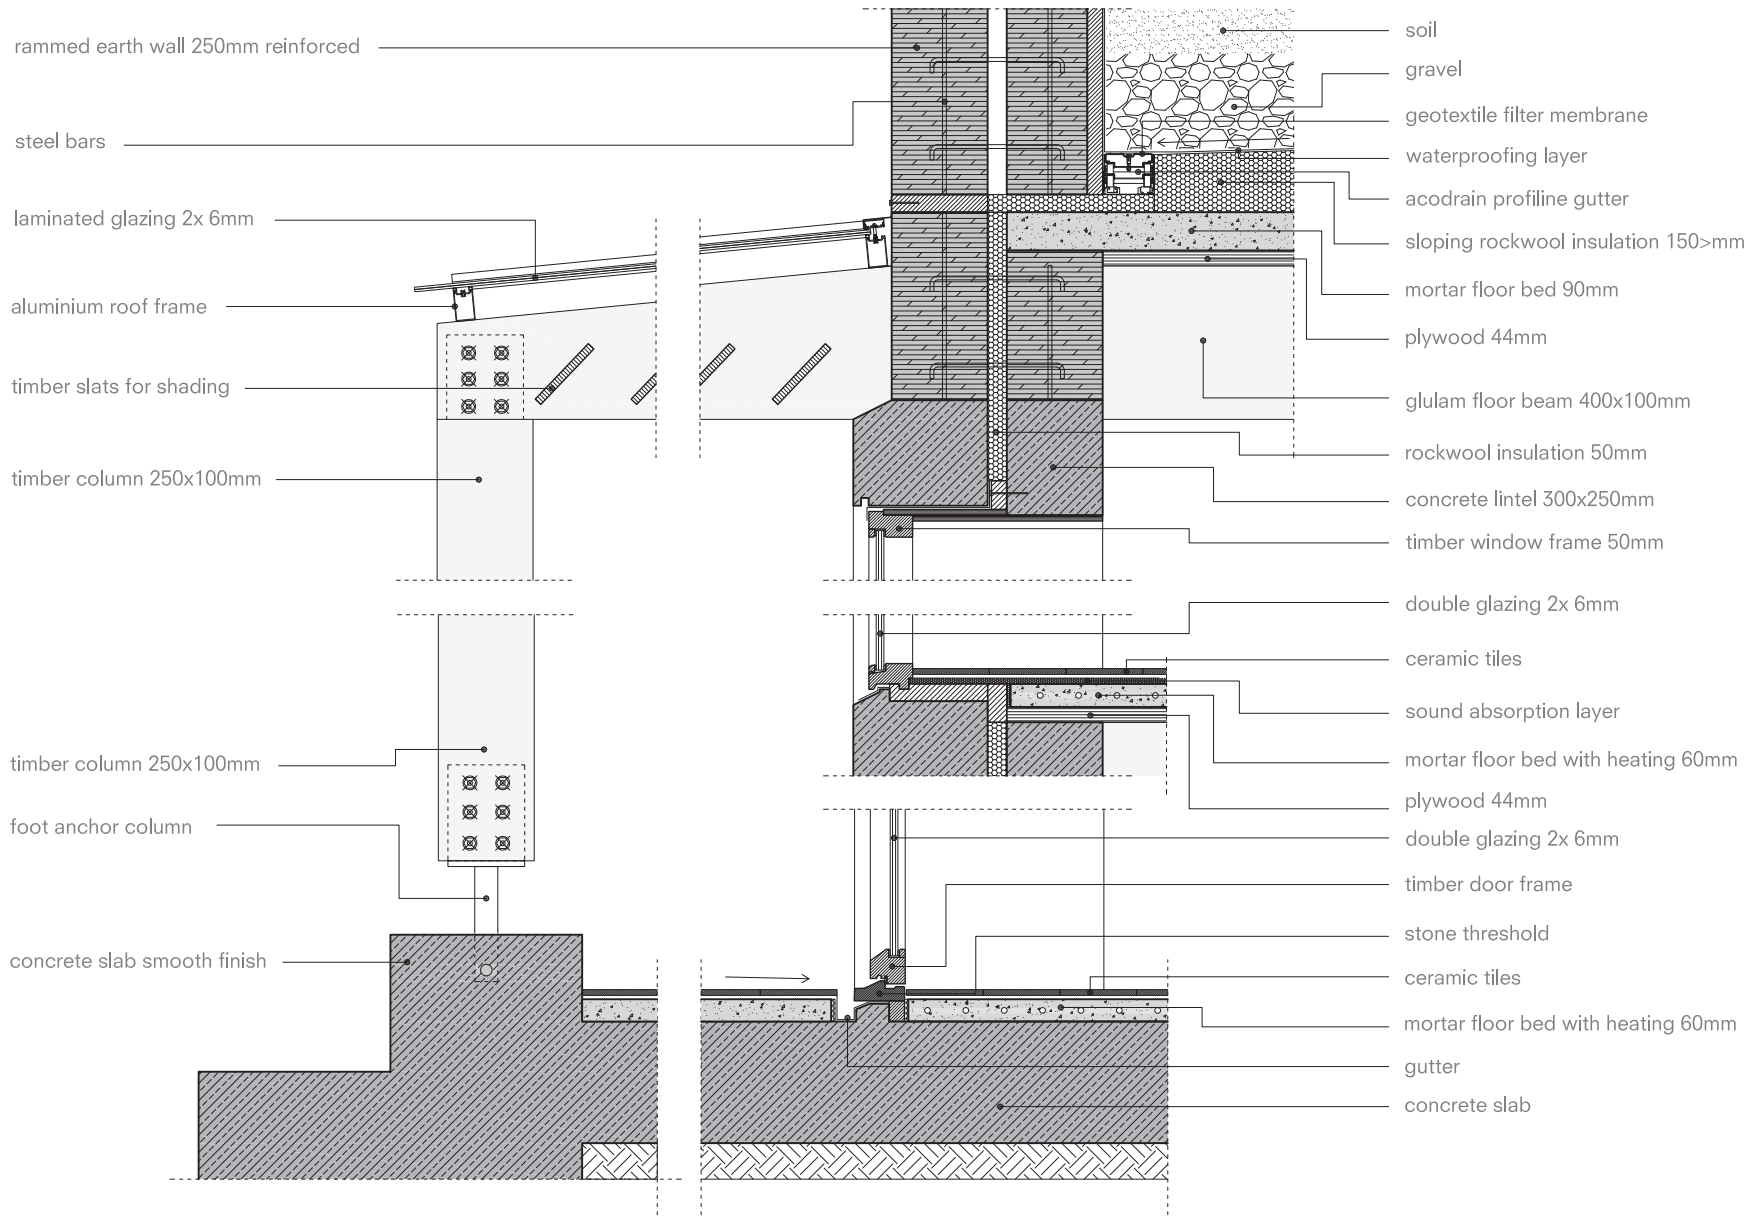 rammed earth wall 250mm reinforced
steel bars
laminated glazing 2x 6mm
aluminium roof frame
timber slats for shading
timber column 250x100mm
timber column 250x100mm
foot anchor column
concrete slab smooth finish
soil
gravel
geotextile filter membrane
waterproofing layer
acodrain profiline gutter
sloping rockwool insulation 150>mm
mortar floor bed 90mm
plywood 44mm
glulam floor beam 400x100mm
rockwool insulation 50mm
concrete lintel 300x250mm
timber window frame 50mm
double glazing 2x 6mm
ceramic tiles
sound absorption layer
mortar floor bed with heating 60mm
plywood 44mm
double glazing 2x 6mm
timber door frame
stone threshold
ceramic tiles
mortar floor bed with heating 60mm
gutter
concrete slab